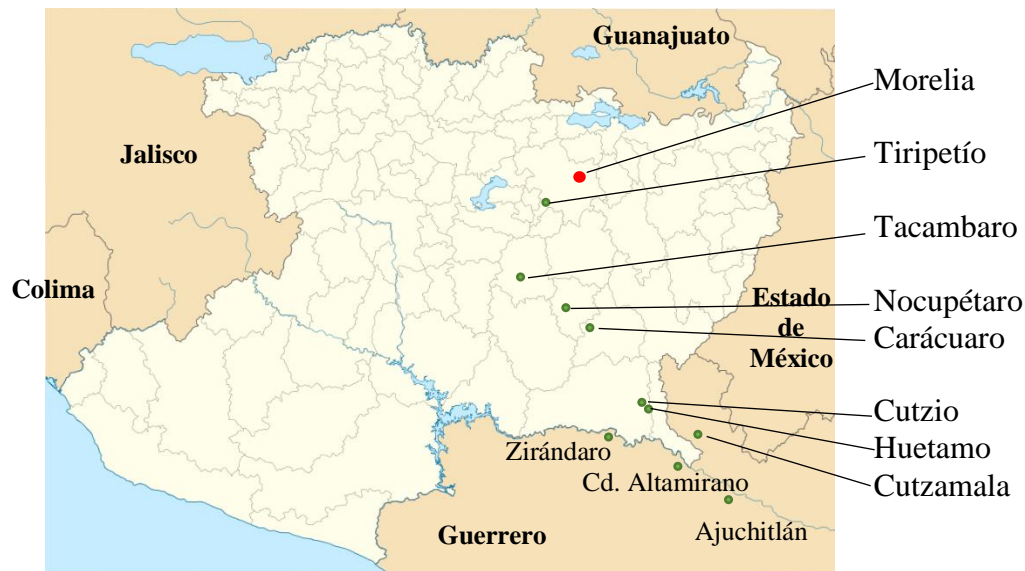 Guanajuato
Morelia
Jalisco
Tiripetío
Tacambaro
Colima
Estado
de
México
Nocupétaro
Carácuaro
Cutzio
Huetamo
Cutzamala
Zirándaro
Cd. Altamirano
Guerrero
Ajuchitlán